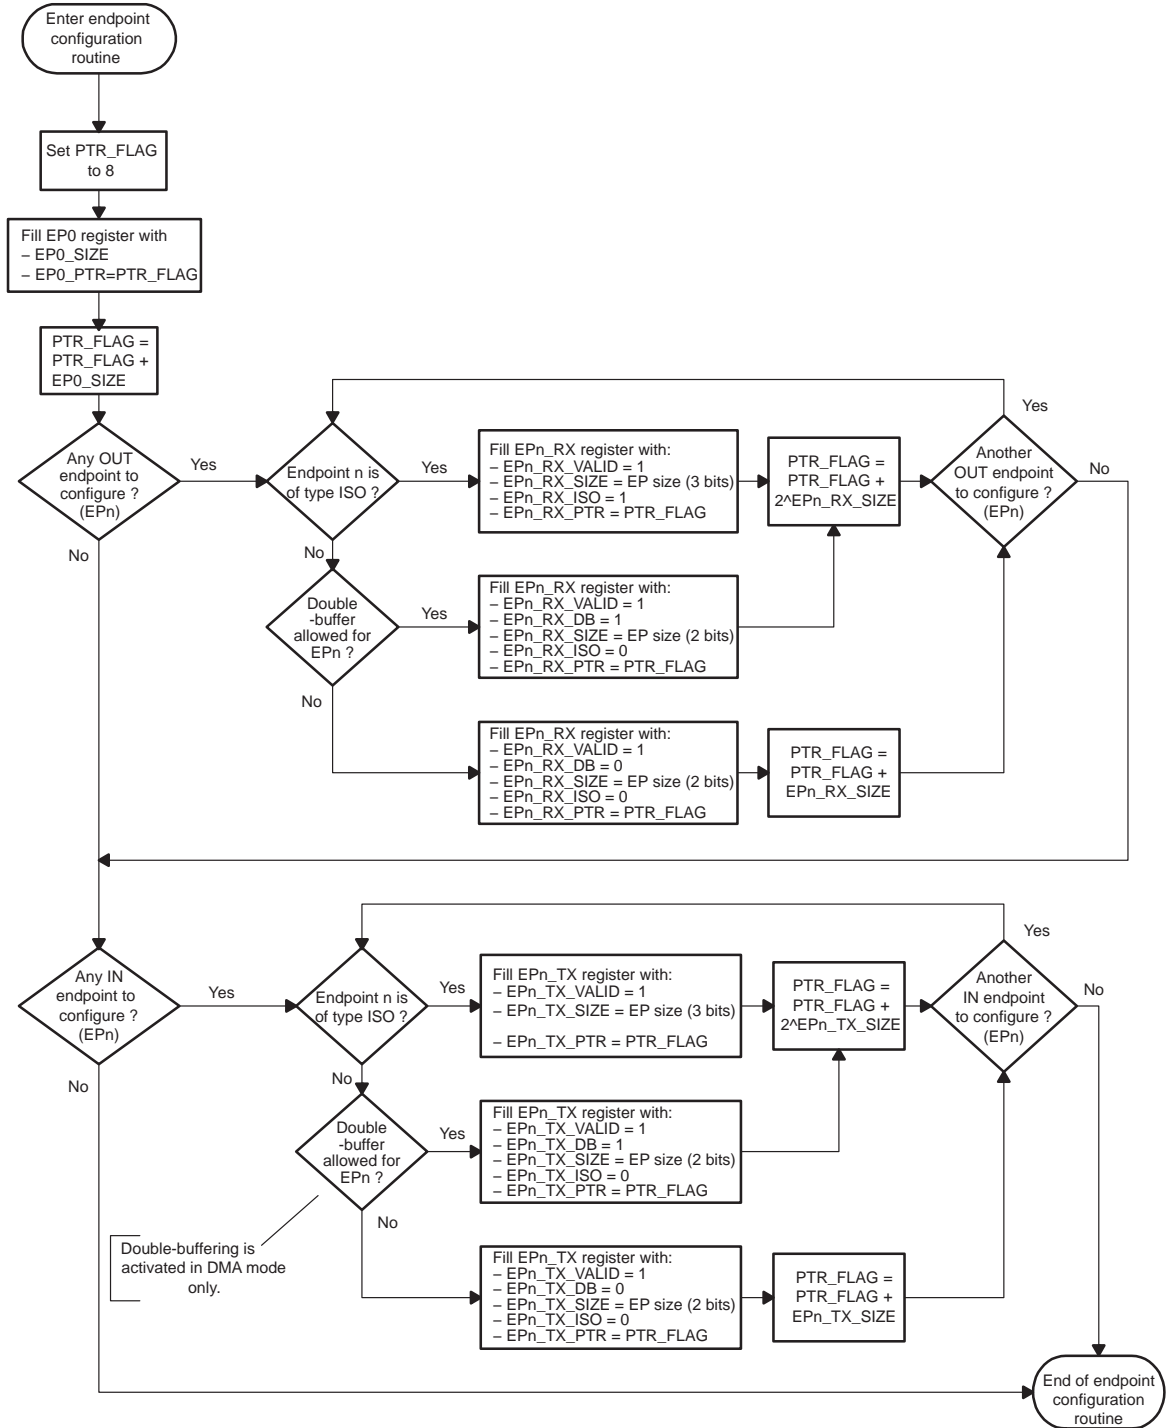 Enter endpoint
configuration
routine
Set PTR_FLAG
to 8
Fill EP0 register with
– EP0_SIZE
– EP0_PTR=PTR_FLAG
PTR_FLAG =
PTR_FLAG +
EP0_SIZE
Any OUT
endpoint to
configure ?
(EPn)
Yes
No
Endpoint n is
of type ISO ?
Yes
No
Fill EPn_RX register with:
– EPn_RX_VALID = 1
– EPn_RX_SIZE = EP size (3 bits)
– EPn_RX_ISO = 1
– EPn_RX_PTR = PTR_FLAG
PTR_FLAG =
PTR_FLAG +
2^EPn_RX_SIZE
Another
OUT endpoint
to configure ?
(EPn)
Yes
No
Double
-buffer
allowed for
EPn ?
Yes
No
Fill EPn_RX register with:
– EPn_RX_VALID = 1
– EPn_RX_DB = 1
– EPn_RX_SIZE = EP size (2 bits)
– EPn_RX_ISO = 0
– EPn_RX_PTR = PTR_FLAG
Fill EPn_RX register with:
– EPn_RX_VALID = 1
– EPn_RX_DB = 0
– EPn_RX_SIZE = EP size (2 bits)
– EPn_RX_ISO = 0
– EPn_RX_PTR = PTR_FLAG
PTR_FLAG =
PTR_FLAG +
EPn_RX_SIZE
Any IN
endpoint to
configure ?
(EPn)
Yes
No
Endpoint n is
of type ISO ?
Yes
No
Fill EPn_TX register with:
– EPn_TX_VALID = 1
– EPn_TX_SIZE = EP size (3 bits)
– EPn_TX_PTR = PTR_FLAG
PTR_FLAG =
PTR_FLAG +
2^EPn_TX_SIZE
Another
IN endpoint
to configure ?
(EPn)
Yes
No
Double
-buffer
allowed for
EPn ?
Yes
No
Fill EPn_TX register with:
– EPn_TX_VALID = 1
– EPn_TX_DB = 1
– EPn_TX_SIZE = EP size (2 bits)
– EPn_TX_ISO = 0
– EPn_TX_PTR = PTR_FLAG
Double-buffering is
activated in DMA mode
only.
Fill EPn_TX register with:
– EPn_TX_VALID = 1
– EPn_TX_DB = 0
– EPn_TX_SIZE = EP size (2 bits)
– EPn_TX_ISO = 0
– EPn_TX_PTR = PTR_FLAG
PTR_FLAG =
PTR_FLAG +
EPn_TX_SIZE
End of endpoint
configuration
routine